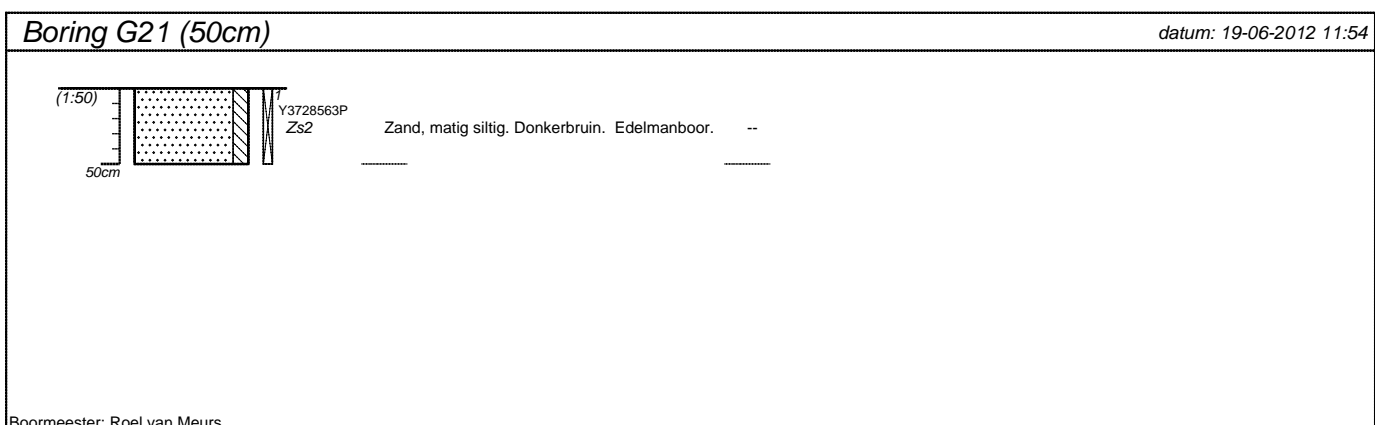 Boring G21 (50cm)
datum: 19-06-2012 11:54
(1:50)
1
Y3728563P
Zs2
Zand, matig siltig. Donkerbruin. Edelmanboor.
--
50cm
Boormeester: Roel van Meurs